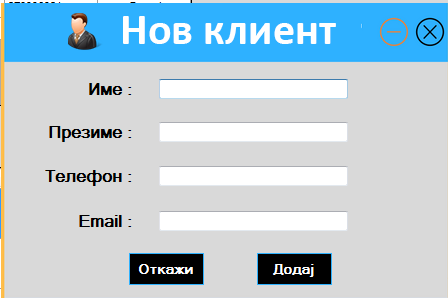 Нов клиент
Име :
Презиме :
Телефон :
Email :
Откажи Додај